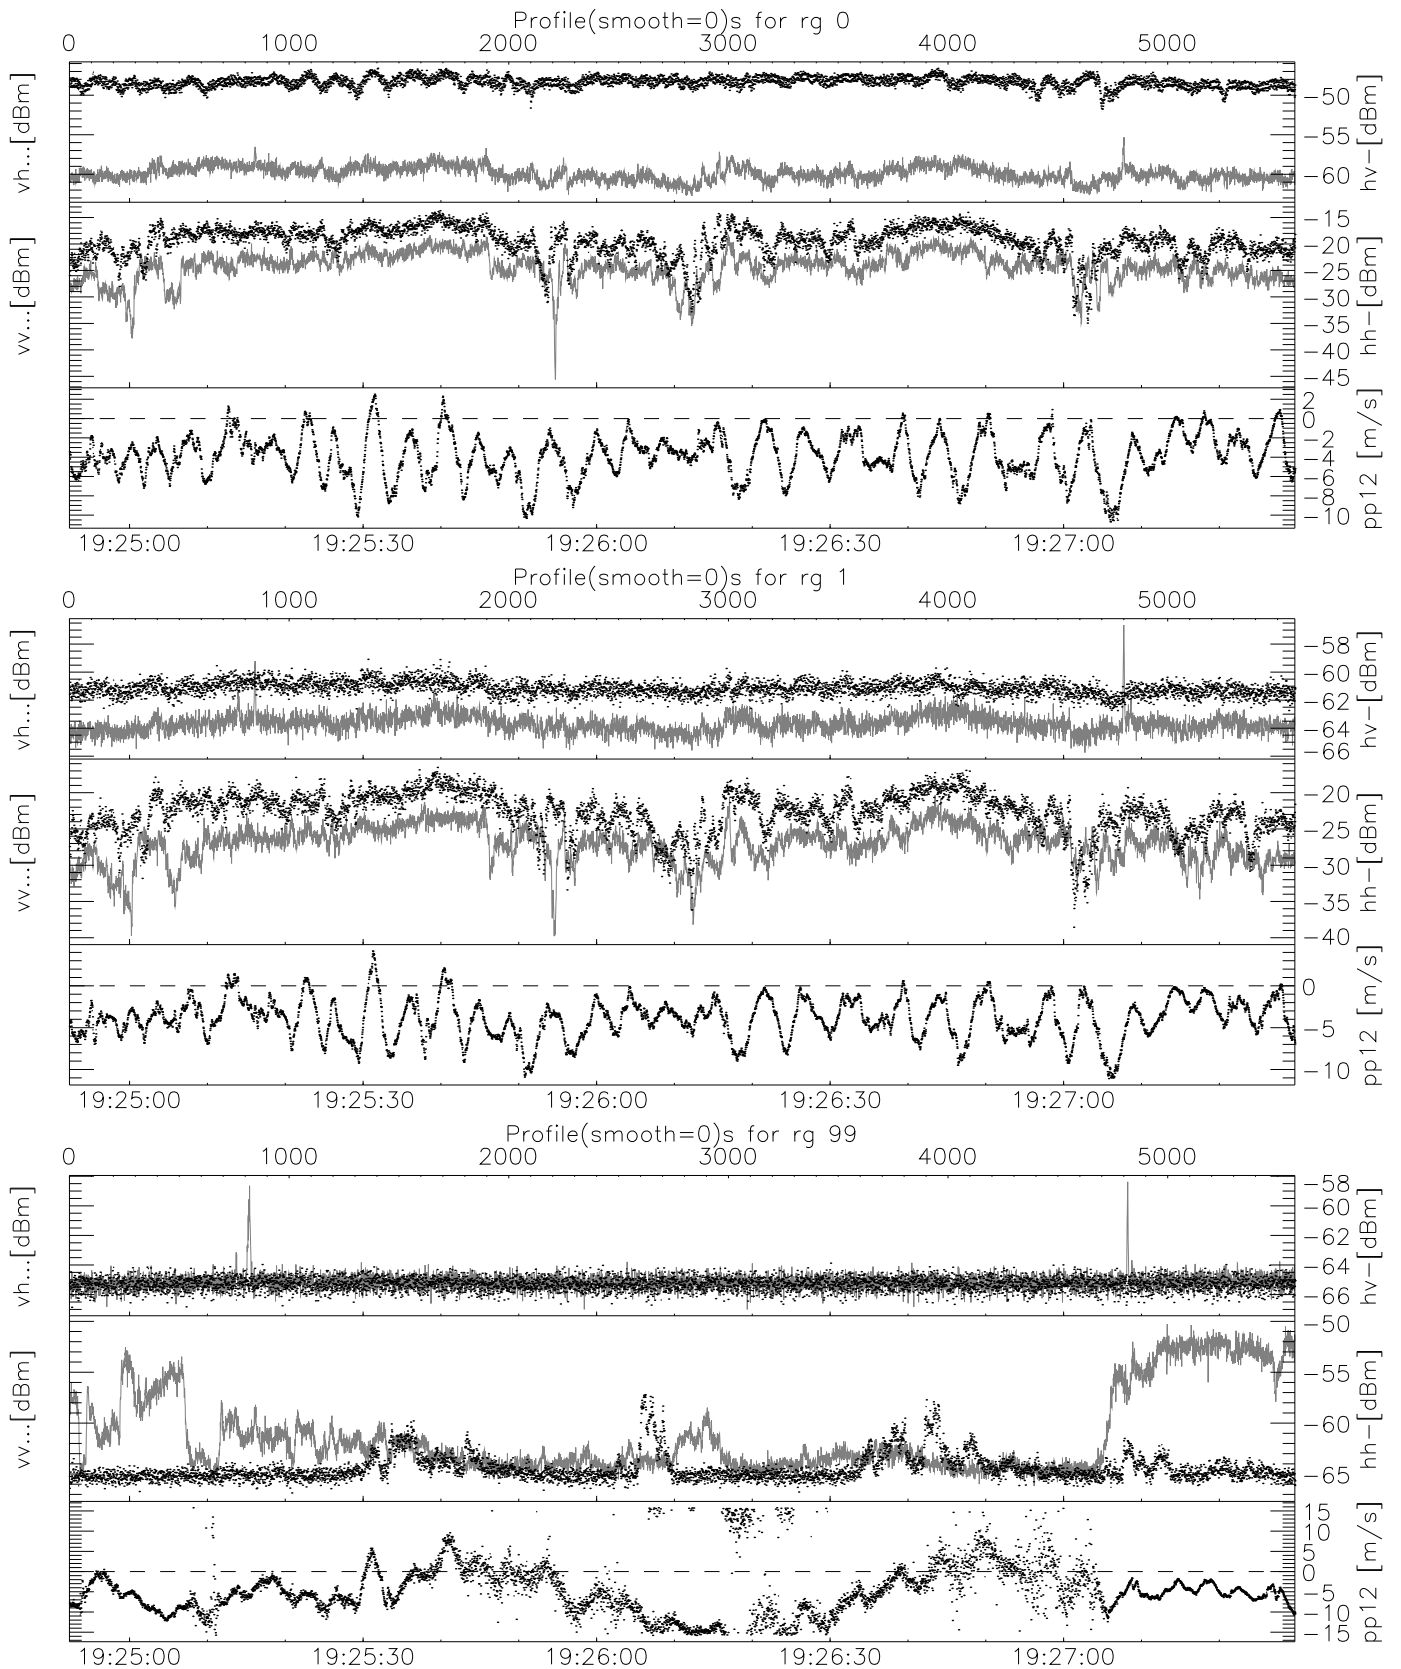 Profile(smooth=0)s for rg 0
0 1000 2000 3000 4000 5000
vh...[dBm]
-50
-55
-60
hv-[dBm]
vv...[dBm]
-15
-20
-25
-30
-35
-40
-45
hh-[dBm]
2
0
-2
-4
-6
-8
-10
pp12 [m/s]
19:25:00 19:25:30 19:26:00 19:26:30 19:27:00
Profile(smooth=0)s for rg 1
0 1000 2000 3000 4000 5000
vh...[dBm]
-58
-60
-62
-64
-66
hv-[dBm]
vv...[dBm]
-20
-25
-30
-35
-40
hh-[dBm]
0
-5
-10
pp12 [m/s]
19:25:00 19:25:30 19:26:00 19:26:30 19:27:00
Profile(smooth=0)s for rg 99
0 1000 2000 3000 4000 5000
vh...[dBm]
-58
-60
-62
-64
-66
hv-[dBm]
vv...[dBm]
-50
-55
-60
-65
hh-[dBm]
15
10
5
0
-5
-10
-15
pp12 [m/s]
19:25:00 19:25:30 19:26:00 19:26:30 19:27:00